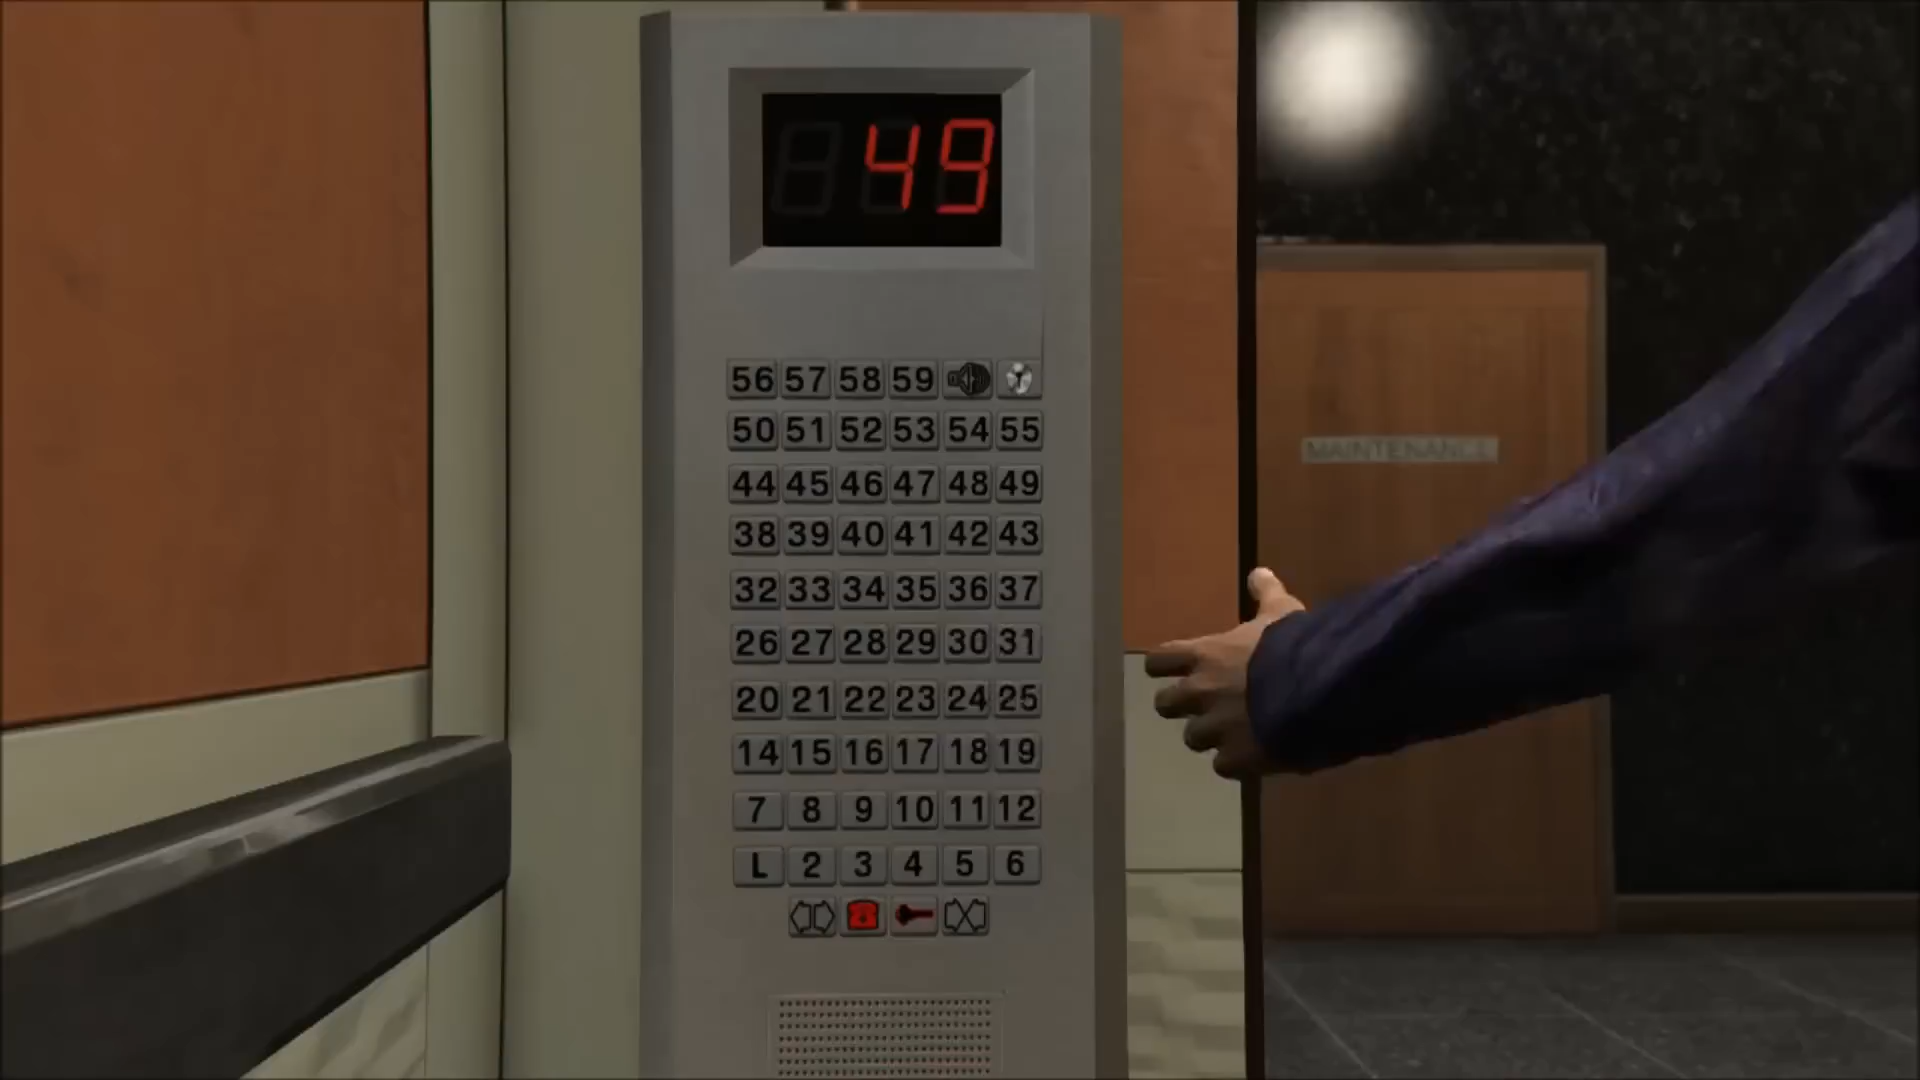 49
56 57 58 59
50 51 52 53 54 55
MAINTENANCE
44 45 46 47 48 49
38 39 40 41 42 43
32 33 34 35 36 37
26 27 28 29 30 31
20 21 22 23 24 25
14 15 16 17 18 19
7 8 9 10 11 12
L 2 3 4 5 6